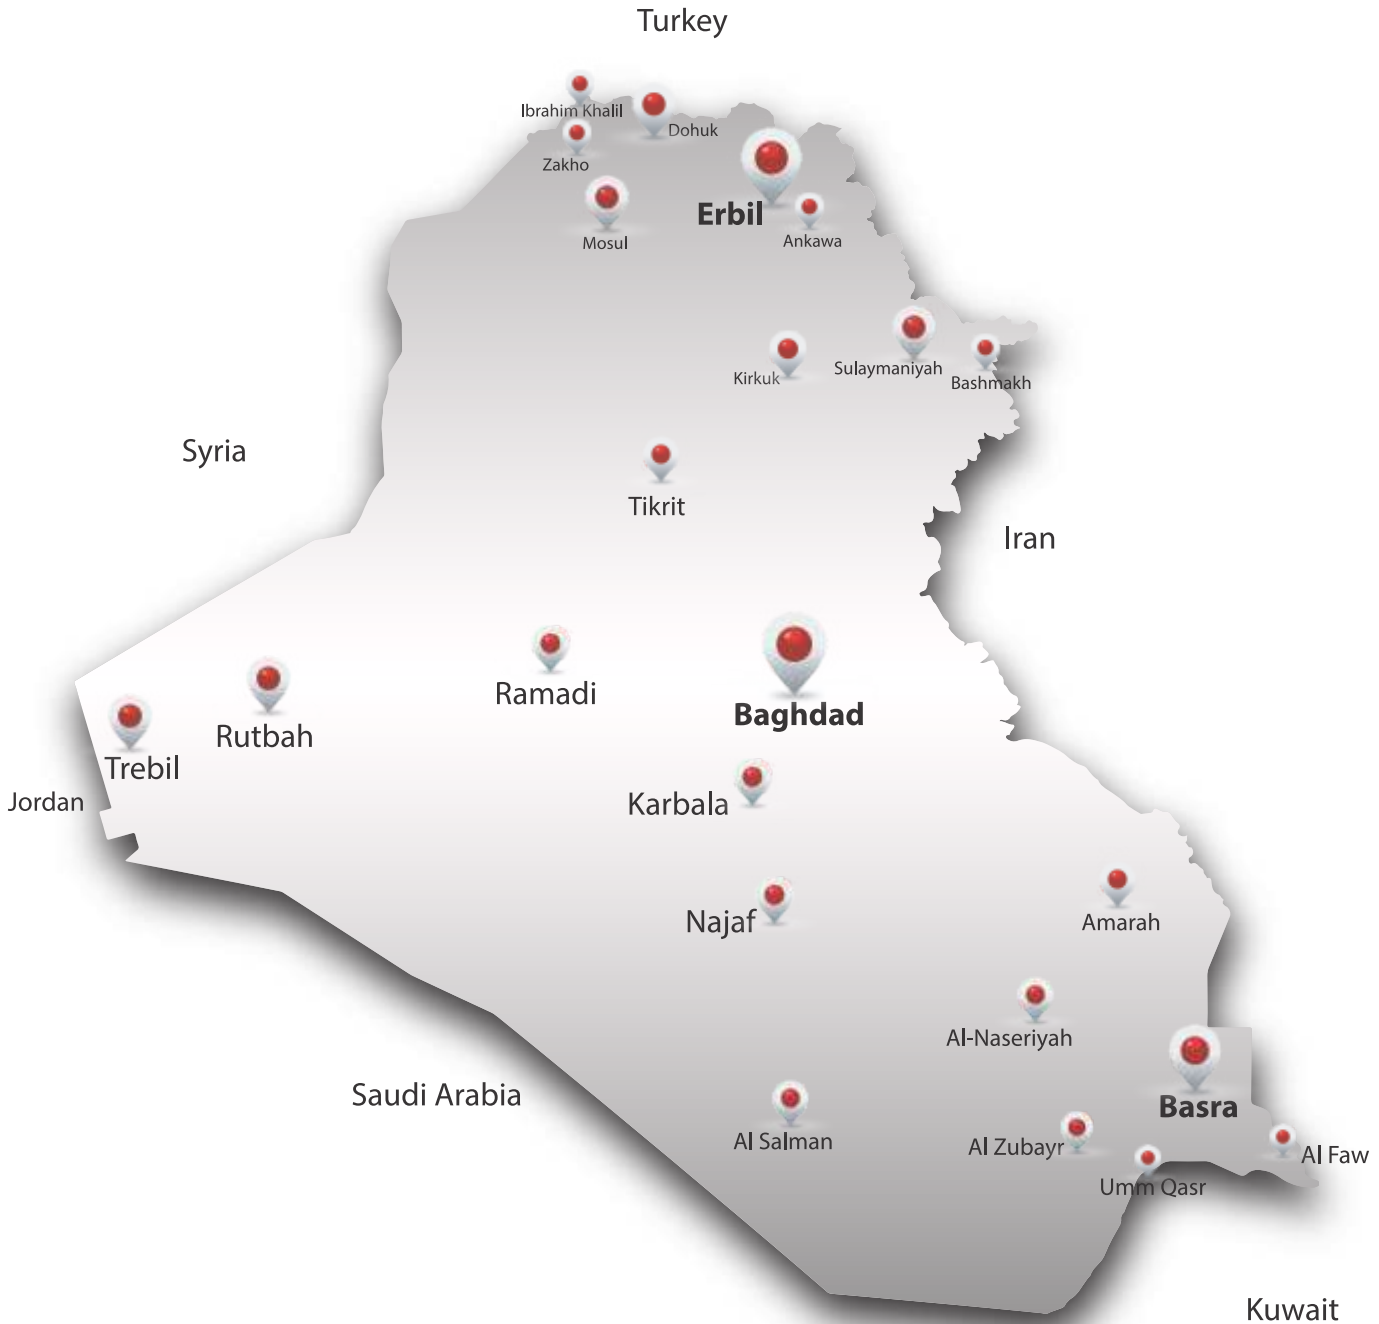 Turkey
Ibrahim Khalil
Dohuk
Zakho
Erbil
Mosul
Ankawa
Kirkuk
Sulaymaniyah
Bashmakh
Syria
Tikrit
Iran
Ramadi
Baghdad
Rutbah
Trebil
Jordan
Karbala
Najaf
Amarah
Al-Naseriyah
Saudi Arabia
Basra
Al Salman
Al Zubayr
Al Faw
Umm Qasr
Kuwait